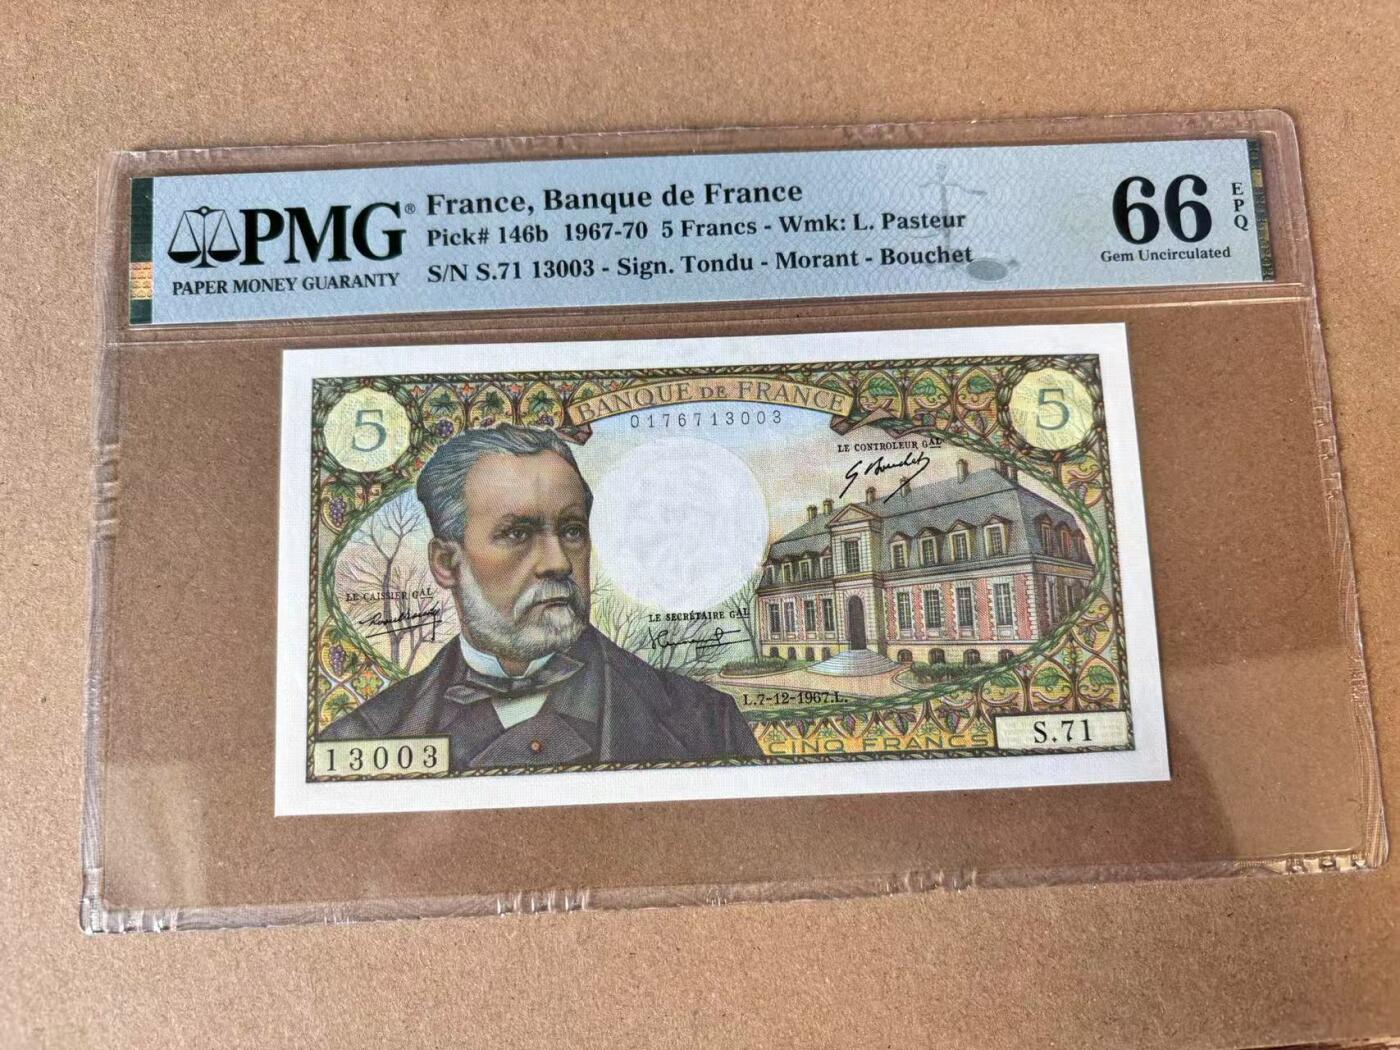 PMG®
PAPER MONEY GUARANTY
France, Banque de France
Pick# 146b 1967-70 5 Francs - Wmk: L. Pasteur
S/N S.71 13003 - Sign. Tondu - Morant - Bouchet
66
EPQ
Gem Uncirculated
BANQUE DE FRANCE
0176713003
5
5
LE CONTROLEUR GAL
G Bouchet
LE CAISSIER GAL
LE SECRÉTAIRE GAL
L.7-12-1967.L.
CINQ FRANCS
S.71
13003